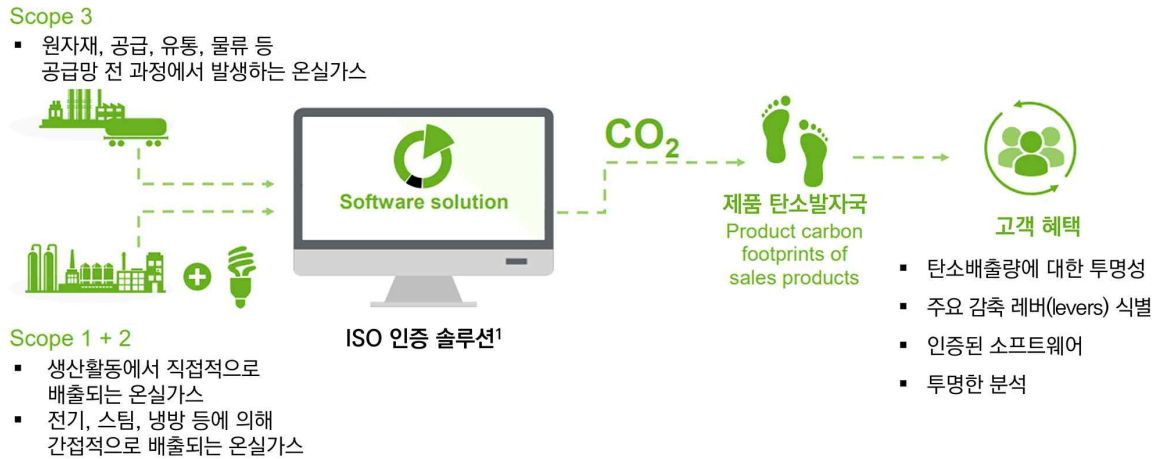 Scope 3
▪ 원자재, 공급, 유통, 물류 등
공급망 전 과정에서 발생하는 온실가스
Software solution
ISO 인증 솔루션¹
Scope 1 + 2
▪ 생산활동에서 직접적으로
배출되는 온실가스
▪ 전기, 스팀, 냉방 등에 의해
간접적으로 배출되는 온실가스
CO₂
제품 탄소발자국
Product carbon
footprints of
sales products
고객 혜택
▪ 탄소배출량에 대한 투명성
▪ 주요 감축 레버(levers) 식별
▪ 인증된 소프트웨어
▪ 투명한 분석